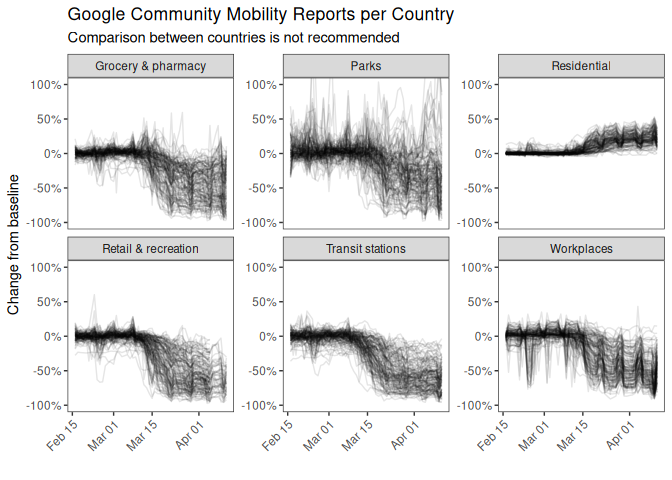 Google Community Mobility Reports per Country
Comparison between countries is not recommended
Grocery & pharmacy
Parks
Residential
100%
50%
0%
-50%
-100%
100%
50%
0%
-50%
-100%
100%
50%
0%
-50%
-100%
Change from baseline
Retail & recreation
Transit stations
Workplaces
100%
50%
0%
-50%
-100%
100%
50%
0%
-50%
-100%
100%
50%
0%
-50%
-100%
Feb 15
Mar 01
Mar 15
Apr 01
Feb 15
Mar 01
Mar 15
Apr 01
Feb 15
Mar 01
Mar 15
Apr 01